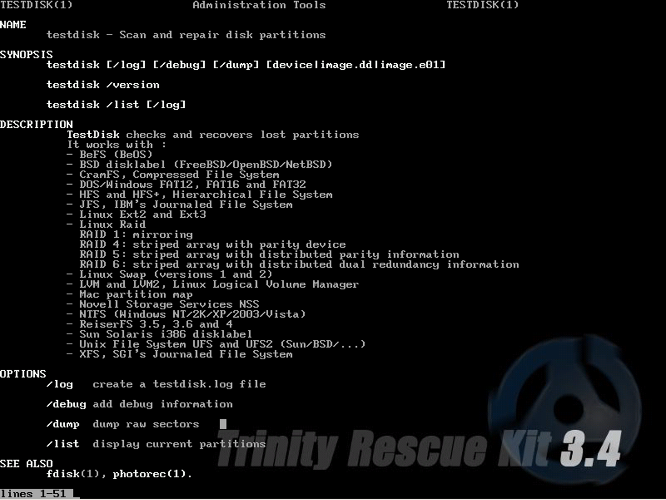 TESTDISK(1) Administration Tools TESTDISK(1)
NAME
testdisk - Scan and repair disk partitions
SYNOPSIS
testdisk [/log] [/debug] [/dump] [device|image.dd|image.e01]
testdisk /version
testdisk /list [/log]
DESCRIPTION
TestDisk checks and recovers lost partitions
It works with :
- BeFS (BeOS)
- BSD disklabel (FreeBSD/OpenBSD/NetBSD)
- CramFS, Compressed File System
- DOS/Windows FAT12, FAT16 and FAT32
- HFS and HFS+, Hierarchical File System
- JFS, IBM's Journaled File System
- Linux Ext2 and Ext3
- Linux Raid
RAID 1: mirroring
RAID 4: striped array with parity device
RAID 5: striped array with distributed parity information
RAID 6: striped array with distributed dual redundancy information
- Linux Swap (versions 1 and 2)
- LVM and LVM2, Linux Logical Volume Manager
- Mac partition map
- Novell Storage Services NSS
- NTFS (Windows NT/2K/XP/2003/Vista)
- ReiserFS 3.5, 3.6 and 4
- Sun Solaris i386 disklabel
- Unix File System UFS and UFS2 (Sun/BSD/...)
- XFS, SGI's Journaled File System
OPTIONS
/log create a testdisk.log file
/debug add debug information
/dump dump raw sectors
/list display current partitions
Trinity Rescue Kit 3.4
SEE ALSO
fdisk(1), photorec(1).
lines 1-51